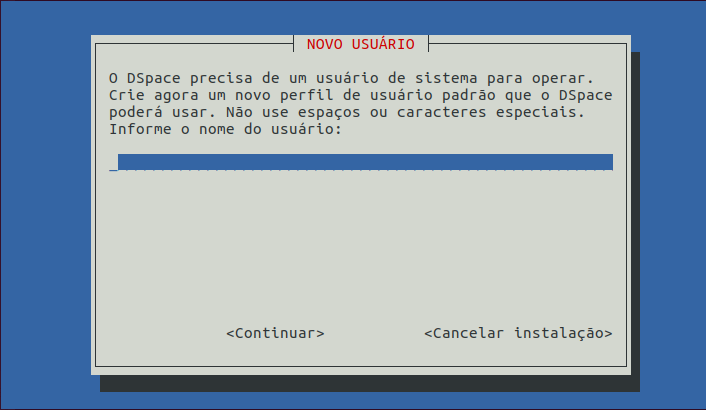 NOVO USUÁRIO
O DSpace precisa de um usuário de sistema para operar.
Crie agora um novo perfil de usuário padrão que o DSpace
poderá usar. Não use espaços ou caracteres especiais.
Informe o nome do usuário:
<Continuar> <Cancelar instalação>